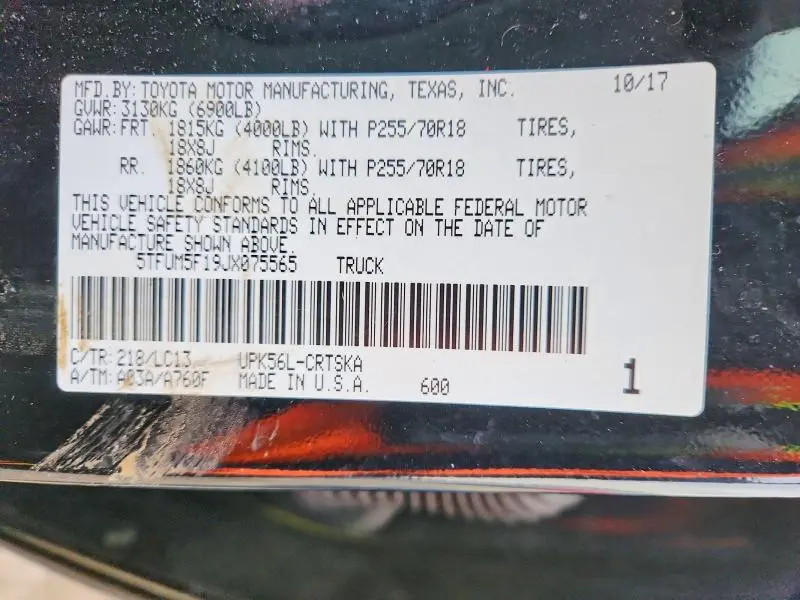 MFD.BY: TOYOTA MOTOR MANUFACTURING, TEXAS, INC. 10/17
GVWR: 3130KG (6900LB)
GAWR: FRT. 1815KG (4000LB) WITH P255/70R18 TIRES,
18X8J RIMS.
RR. 1860KG (4100LB) WITH P255/70R18 TIRES,
18X8J RIMS.
THIS VEHICLE CONFORMS TO ALL APPLICABLE FEDERAL MOTOR
VEHICLE SAFETY STANDARDS IN EFFECT ON THE DATE OF
MANUFACTURE SHOWN ABOVE.
5TFUM5F19JX075565 TRUCK
C/TR: 218/LC13 UPK56L-CRTSKA
A/TM: A03A/A760F MADE IN U.S.A. 600 1